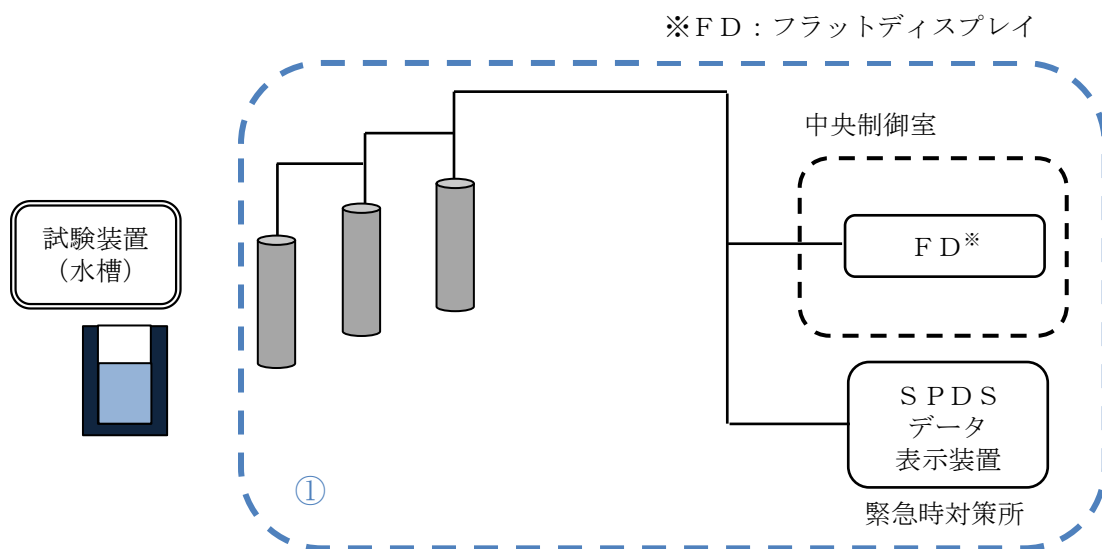 ※ＦＤ：フラットディスプレイ
中央制御室
試験装置
（水槽）
ＦＤ※
ＳＰＤＳ
データ
表示装置
①
緊急時対策所